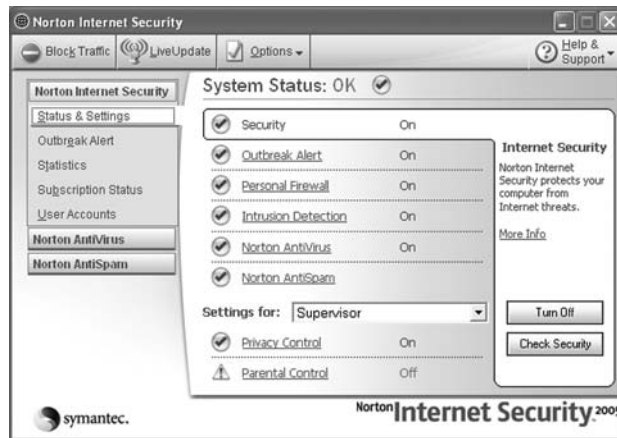 Norton Internet Security
Block Traffic LiveUpdate Options Help & Support
Norton Internet Security
Status & Settings
Outbreak Alert
Statistics
Subscription Status
User Accounts
Norton AntiVirus
Norton AntiSpam
System Status: OK
Security On
Outbreak Alert On
Personal Firewall On
Intrusion Detection On
Norton AntiVirus On
Norton AntiSpam
Settings for: Supervisor
Privacy Control On
Parental Control Off
Internet Security
Norton Internet
Security protects your
computer from
Internet threats.
More Info
Turn Off
Check Security
symantec.
Norton Internet Security 2005